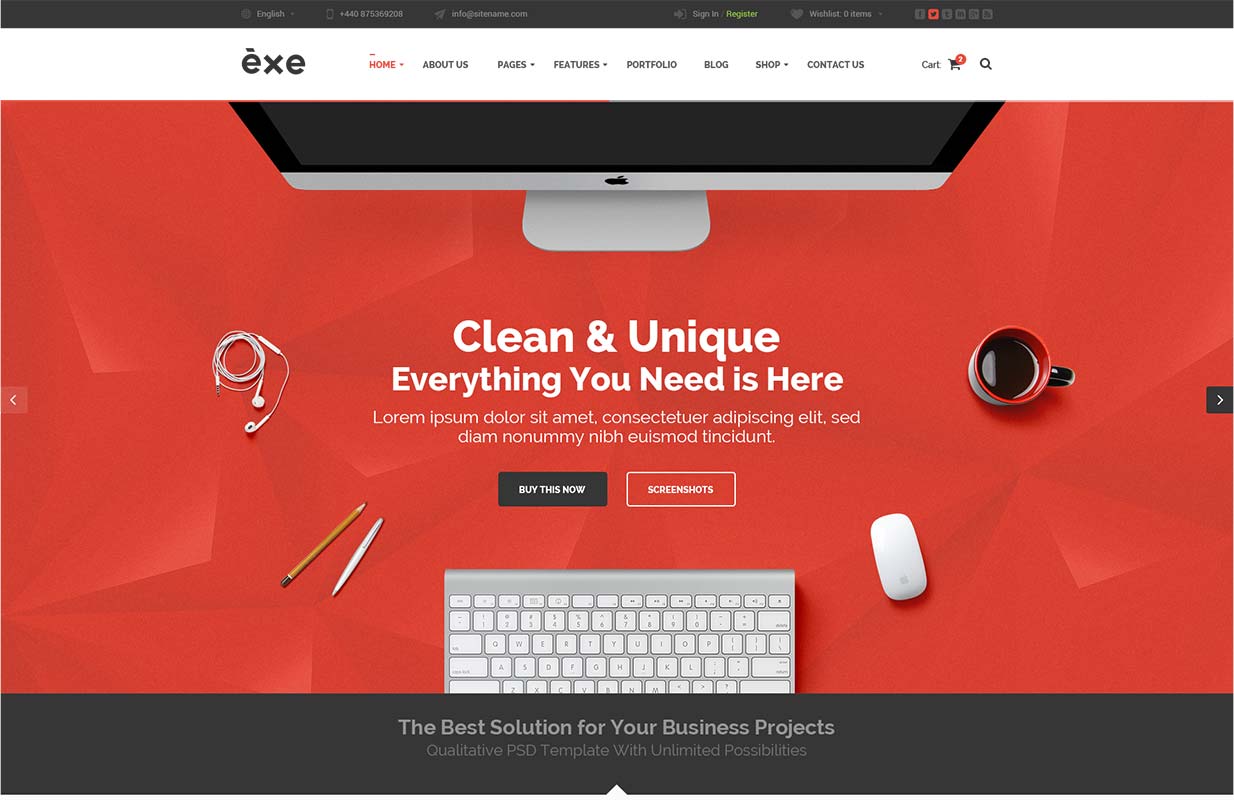 English
+440 875369208
info@sitename.com
Sign In / Register
Wishlist: 0 items
èxe
HOME
ABOUT US
PAGES
FEATURES
PORTFOLIO
BLOG
SHOP
CONTACT US
Cart:
2
Clean & Unique
Everything You Need is Here
Lorem ipsum dolor sit amet, consectetuer adipiscing elit, sed
diam nonummy nibh euismod tincidunt.
BUY THIS NOW
SCREENSHOTS
Q W E R T Y U I O P
A S D F G H J K L
Z X C V B N M
The Best Solution for Your Business Projects
Qualitative PSD Template With Unlimited Possibilities